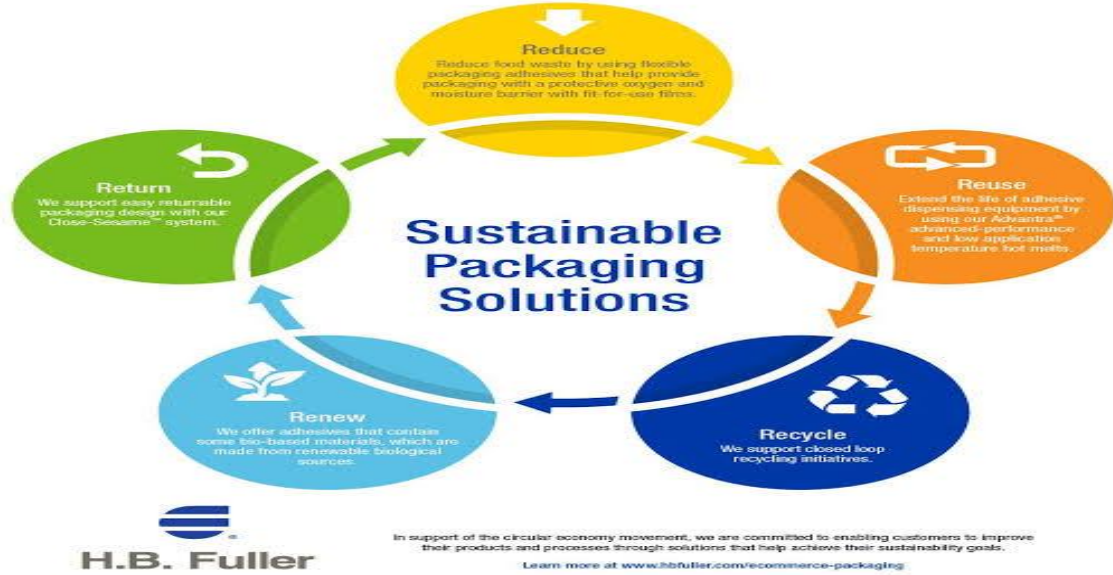 Reduce
Reduce food waste by using flexible
packaging adhesives that help provide
packaging with a protective oxygen and
moisture barrier with fit-for-use films.
Reuse
Extend the life of adhesive
dispensing equipment by
using our Advantra®
advanced-performance
and low application
temperature hot melts.
Recycle
We support closed loop
recycling initiatives.
Renew
We offer adhesives that contain
some bio-based materials, which are
made from renewable biological
sources.
Return
We support easy returnable
packaging design with our
Close-Sesame™ system.
Sustainable
Packaging
Solutions
H.B. Fuller
In support of the circular economy movement, we are committed to enabling customers to improve
their products and processes through solutions that help achieve their sustainability goals.
Learn more at www.hbfuller.com/ecommerce-packaging